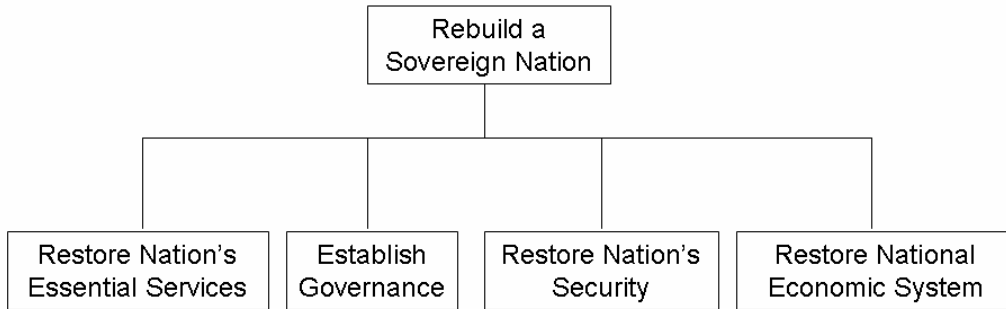 Rebuild a
Sovereign Nation
Restore Nation's
Essential Services
Establish
Governance
Restore Nation's
Security
Restore National
Economic System